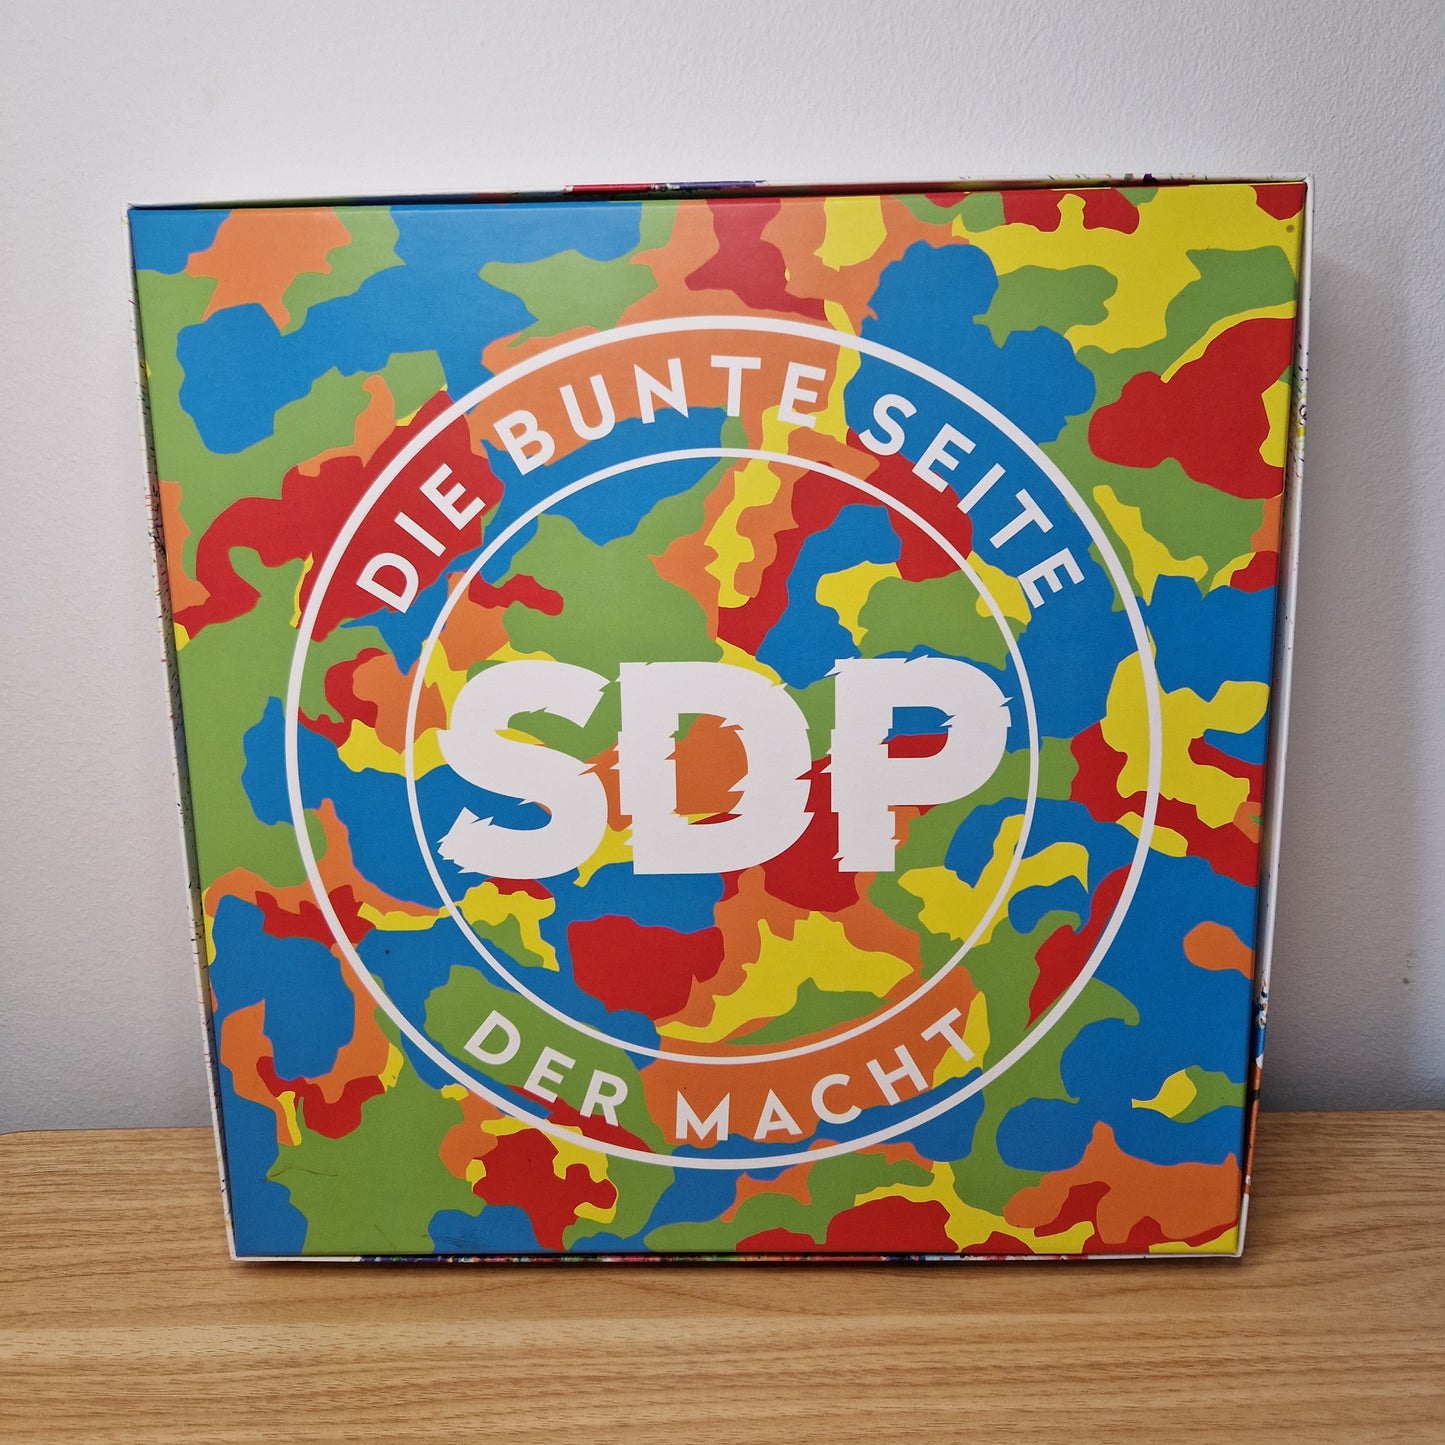 DIE BUNTE SEITE
SDP
DER MACHT